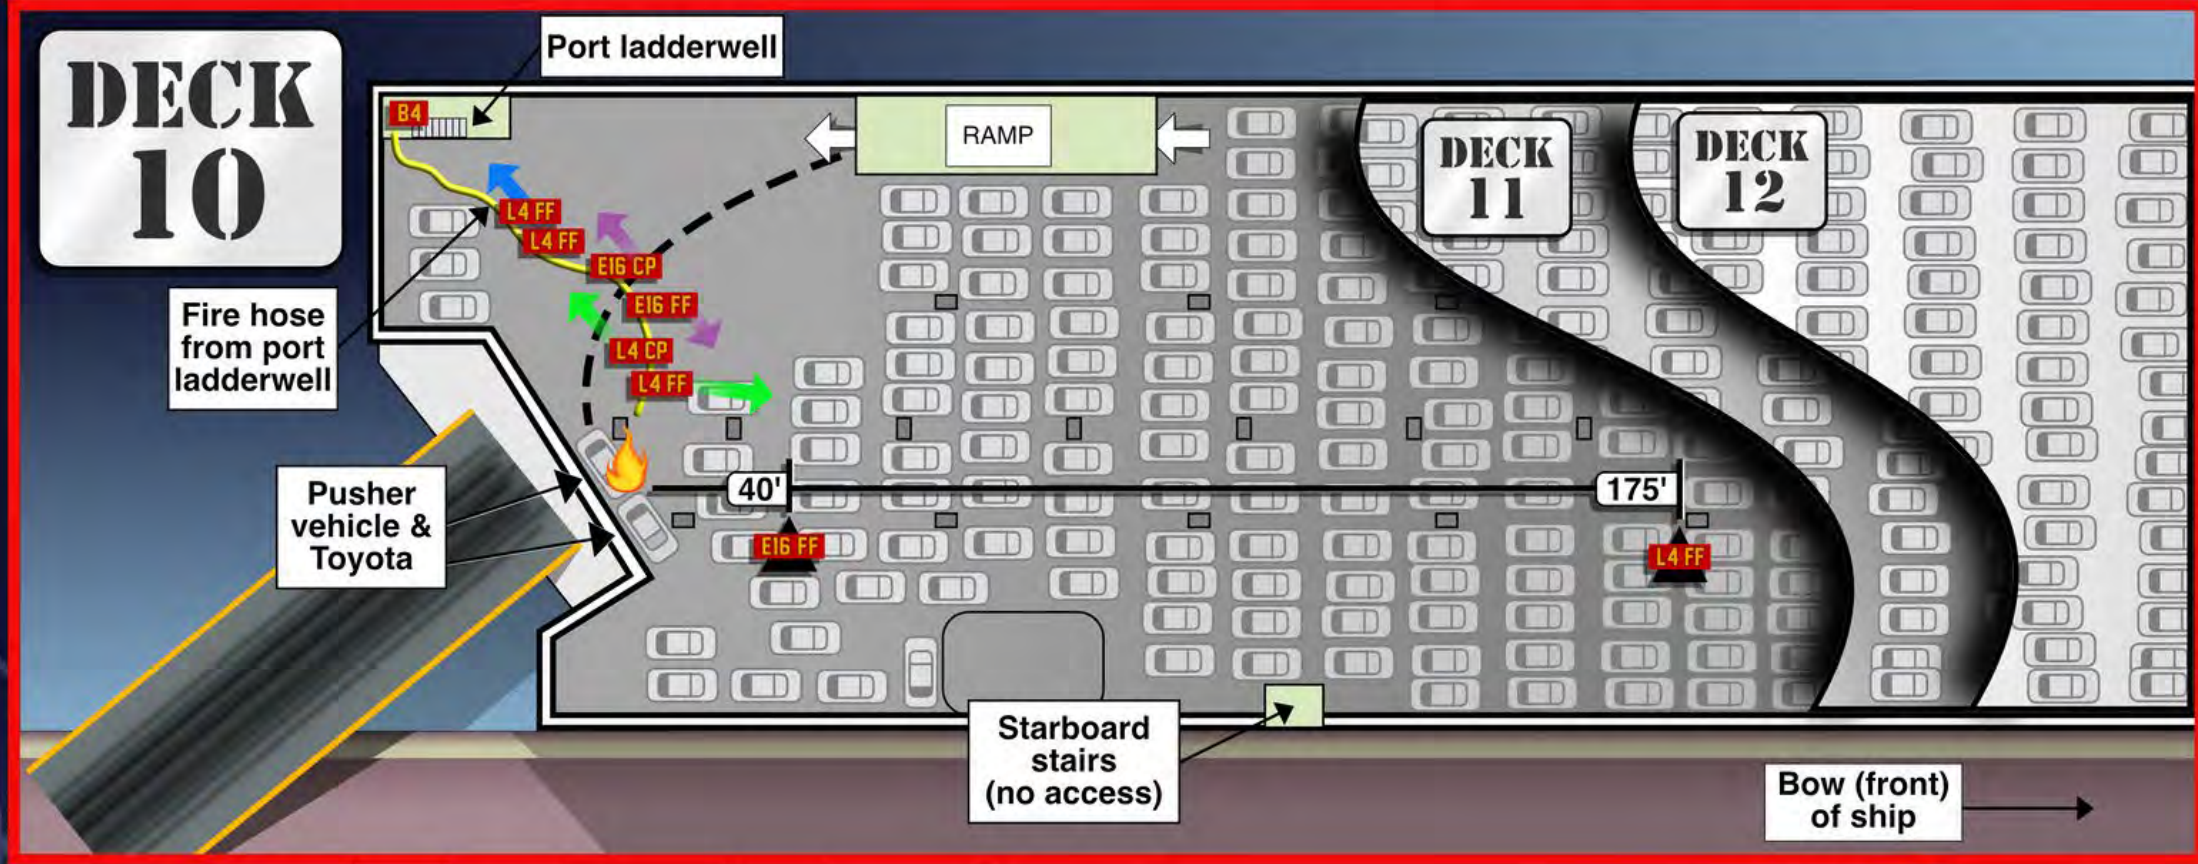 DECK
10
Port ladderwell
B4
RAMP
DECK
11
DECK
12
L4 FF
L4 FF
E16 CP
E16 FF
L4 CP
L4 FF
Fire hose
from port
ladderwell
Pusher
vehicle &
Toyota
40'
175'
E16 FF
L4 FF
Starboard
stairs
(no access)
Bow (front)
of ship